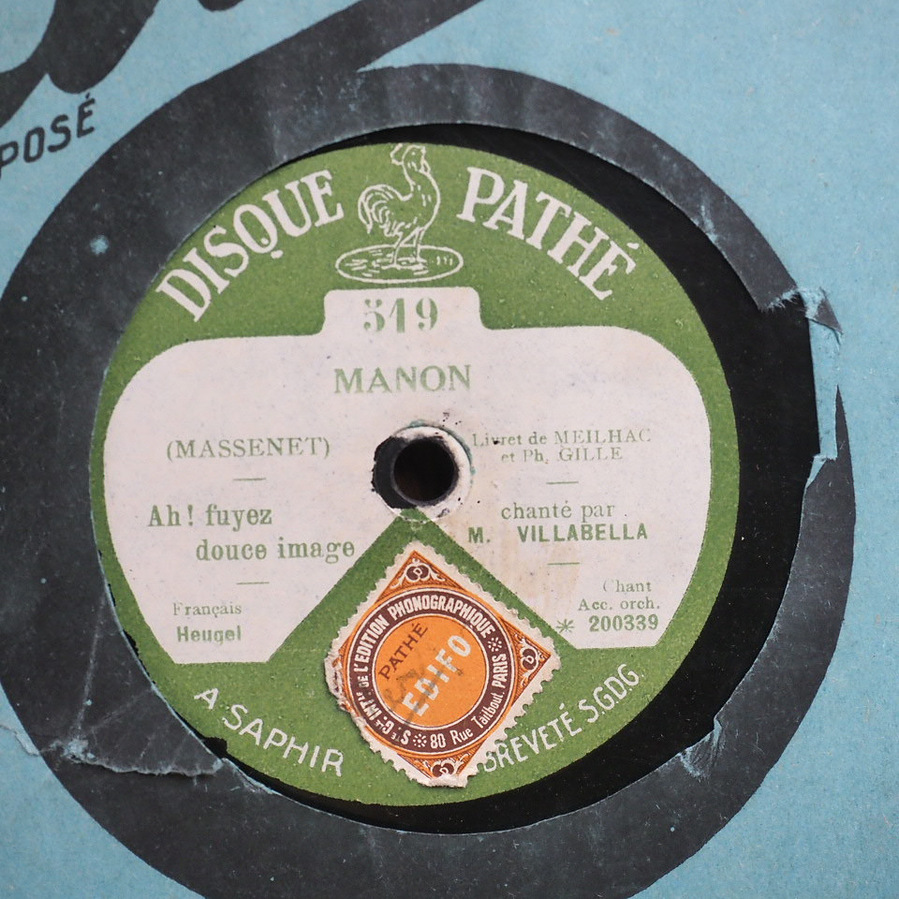 POSÉ
DISQUE PATHÉ
519
MANON
(MASSENET)
Livret de MEILHAC
et Ph. GILLE
Ah! fuyez
douce image
chanté par
M. VILLABELLA
Français
Heugel
Chant
Acc. orch.
* 200339
DE L'EDITION PHONOGRAPHIQUE
PATHÉ
EDIFO
80 Rue Taitbout. PARIS
A SAPHIR
BREVETÉ S.G.D.G